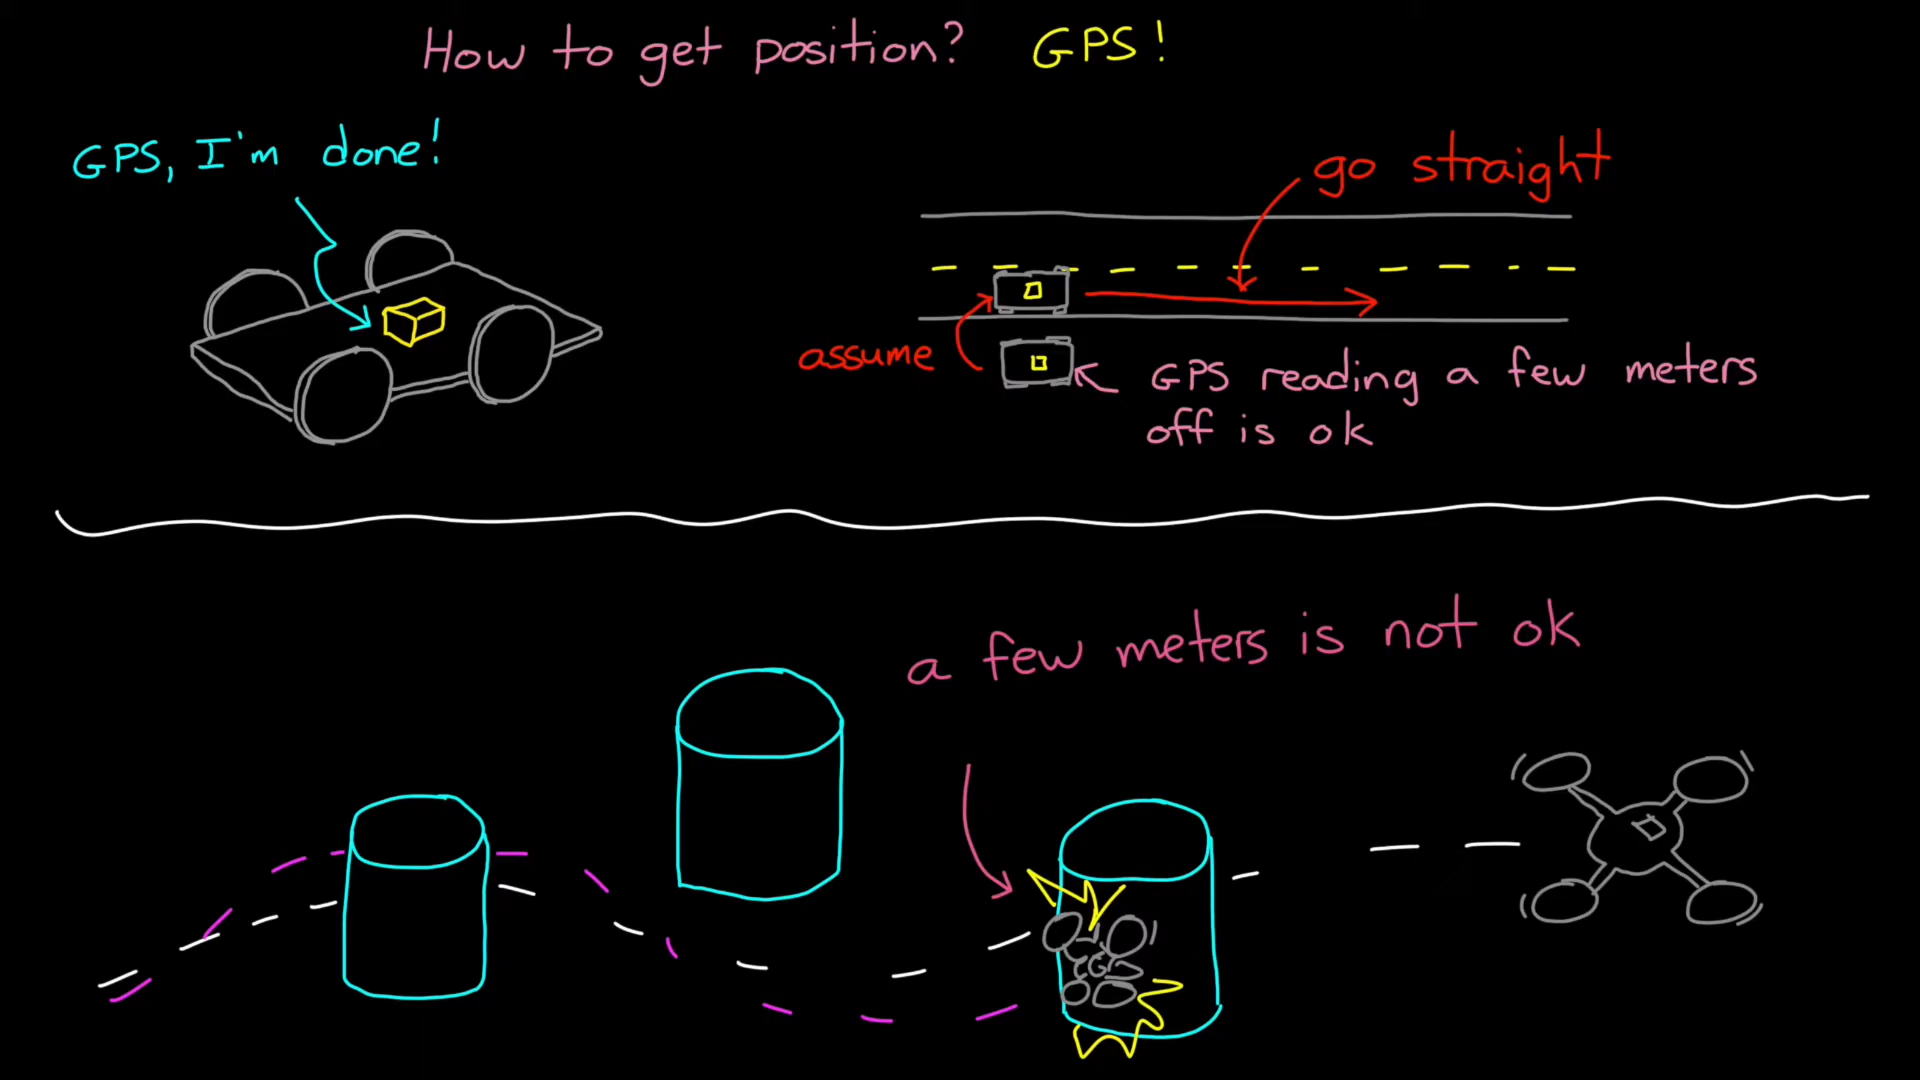 How to get position? GPS!
GPS, I'm done!
go straight
assume
GPS reading a few meters
off is ok
a few meters is not ok